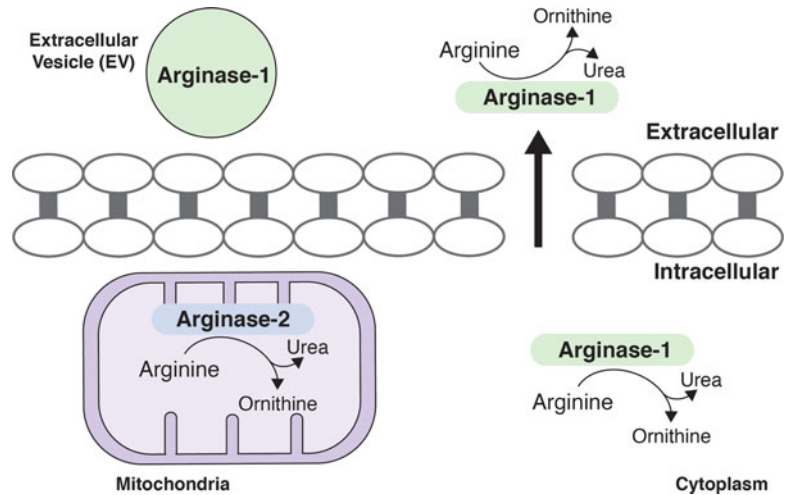 Extracellular
Vesicle (EV)
Arginase-1
Ornithine
Arginine
Urea
Arginase-1
Extracellular
Intracellular
Arginase-2
Arginine
Urea
Ornithine
Mitochondria
Arginase-1
Arginine
Urea
Ornithine
Cytoplasm